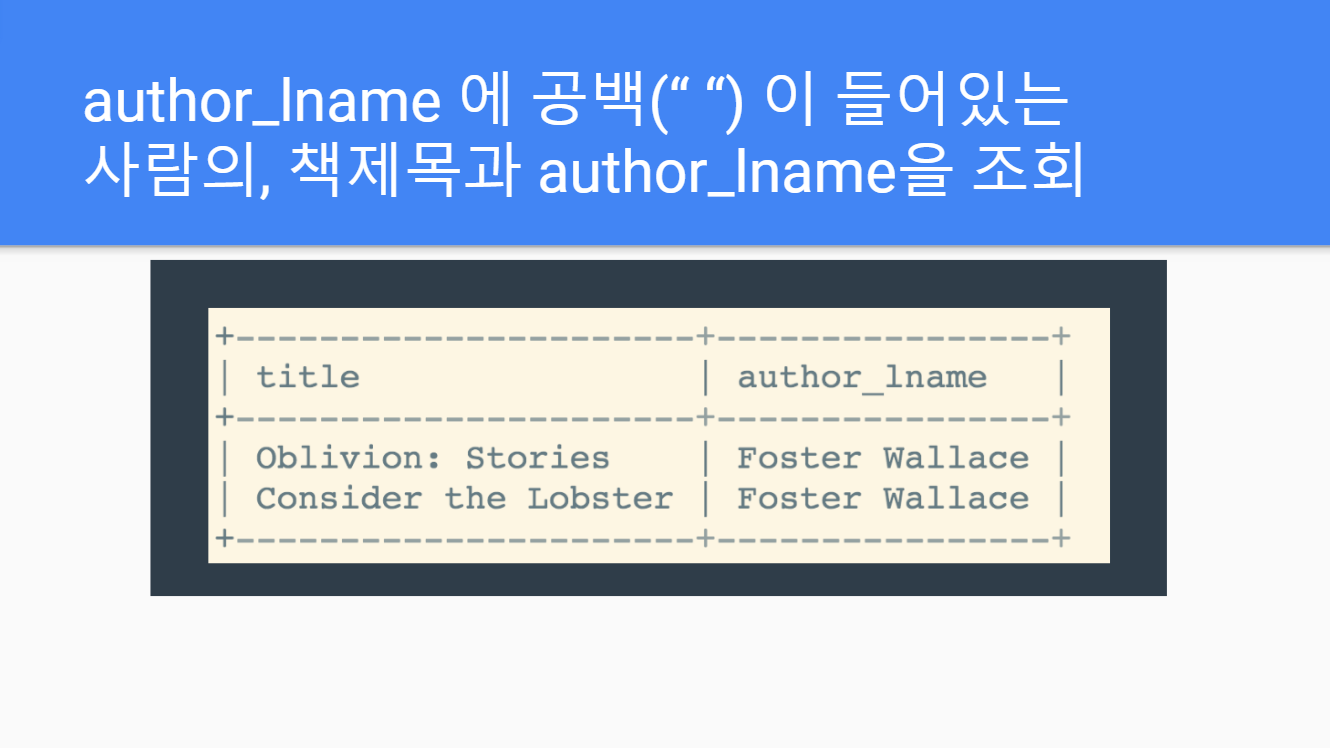 author_lname 에 공백(“ “) 이 들어있는
사람의, 책제목과 author_lname을 조회
+----------------------+----------------+
| title                | author_lname   |
+----------------------+----------------+
| Oblivion: Stories    | Foster Wallace |
| Consider the Lobster | Foster Wallace |
+----------------------+----------------+